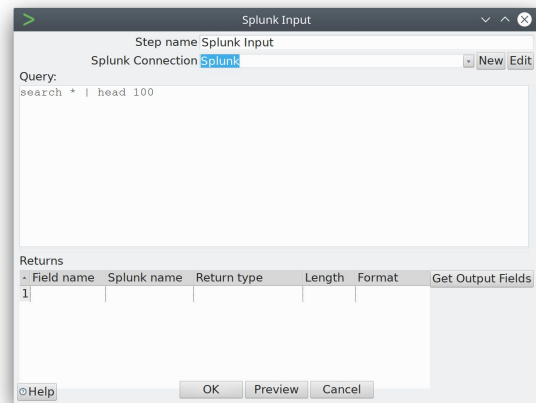 Splunk Input
Step name Splunk Input
Splunk Connection Splunk New Edit
Query:
search * | head 100
Returns
Field name Splunk name Return type Length Format Get Output Fields
1
Help OK Preview Cancel